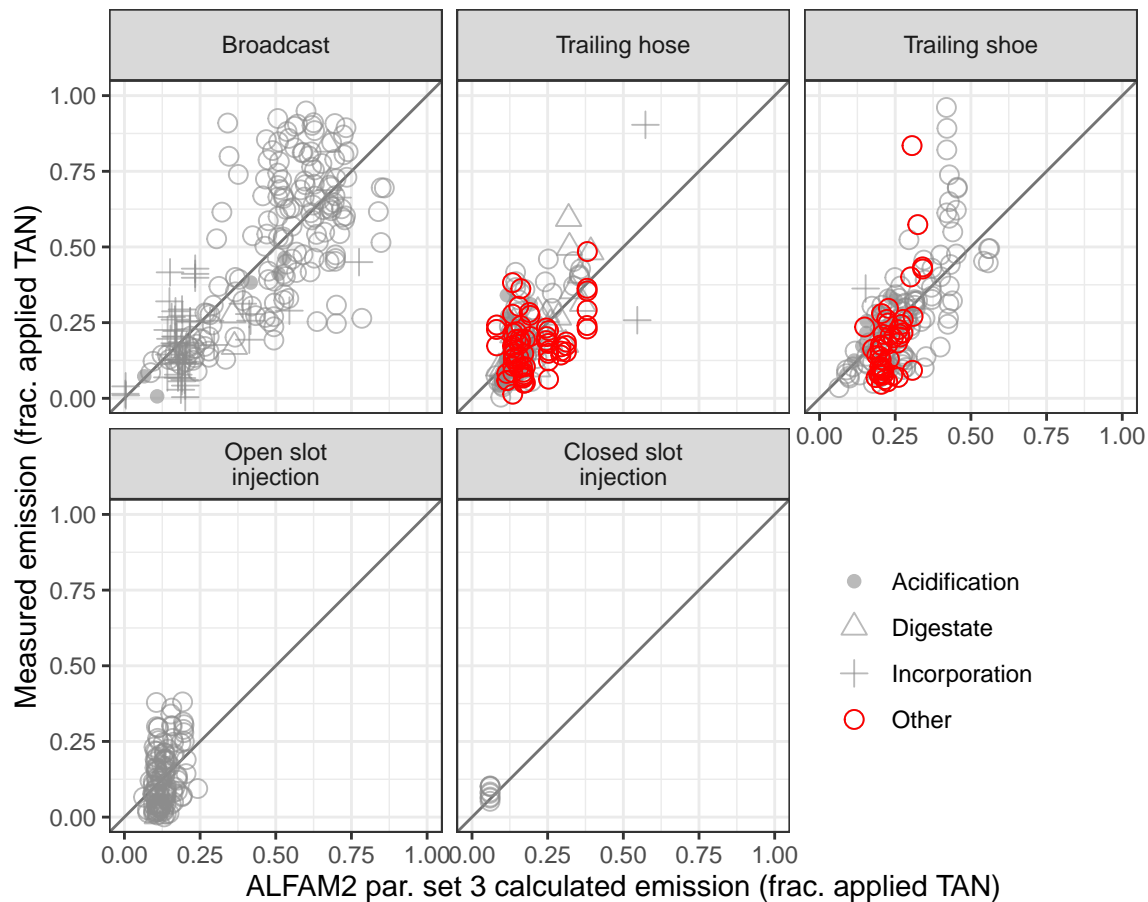 Broadcast
Trailing hose
Trailing shoe
1.00
0.75
0.50
0.25
0.00
0.00 0.25 0.50 0.75 1.00
Open slot
injection
Closed slot
injection
1.00
0.75
0.50
0.25
0.00
0.00 0.25 0.50 0.75 1.00
0.00 0.25 0.50 0.75 1.00
Measured emission (frac. applied TAN)
ALFAM2 par. set 3 calculated emission (frac. applied TAN)
Acidification
Digestate
Incorporation
Other